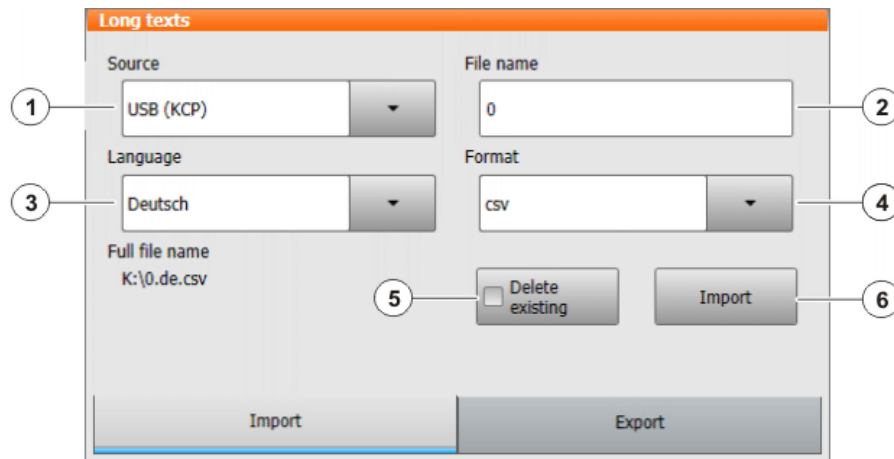 Long texts
Source
File name
1
USB (KCP)
0
2
Language
Format
3
Deutsch
csv
4
Full file name
K:\0.de.csv
5
Delete
existing
Import
6
Import
Export